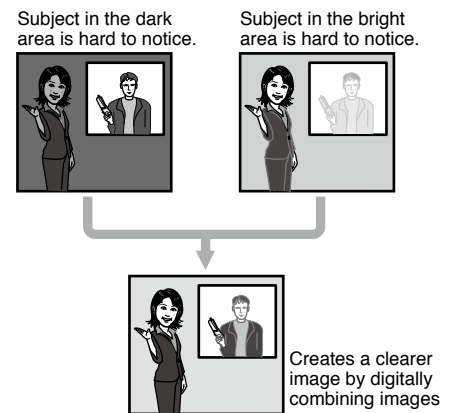 Subject in the dark
area is hard to notice.
Subject in the bright
area is hard to notice.
Creates a clearer
image by digitally
combining images